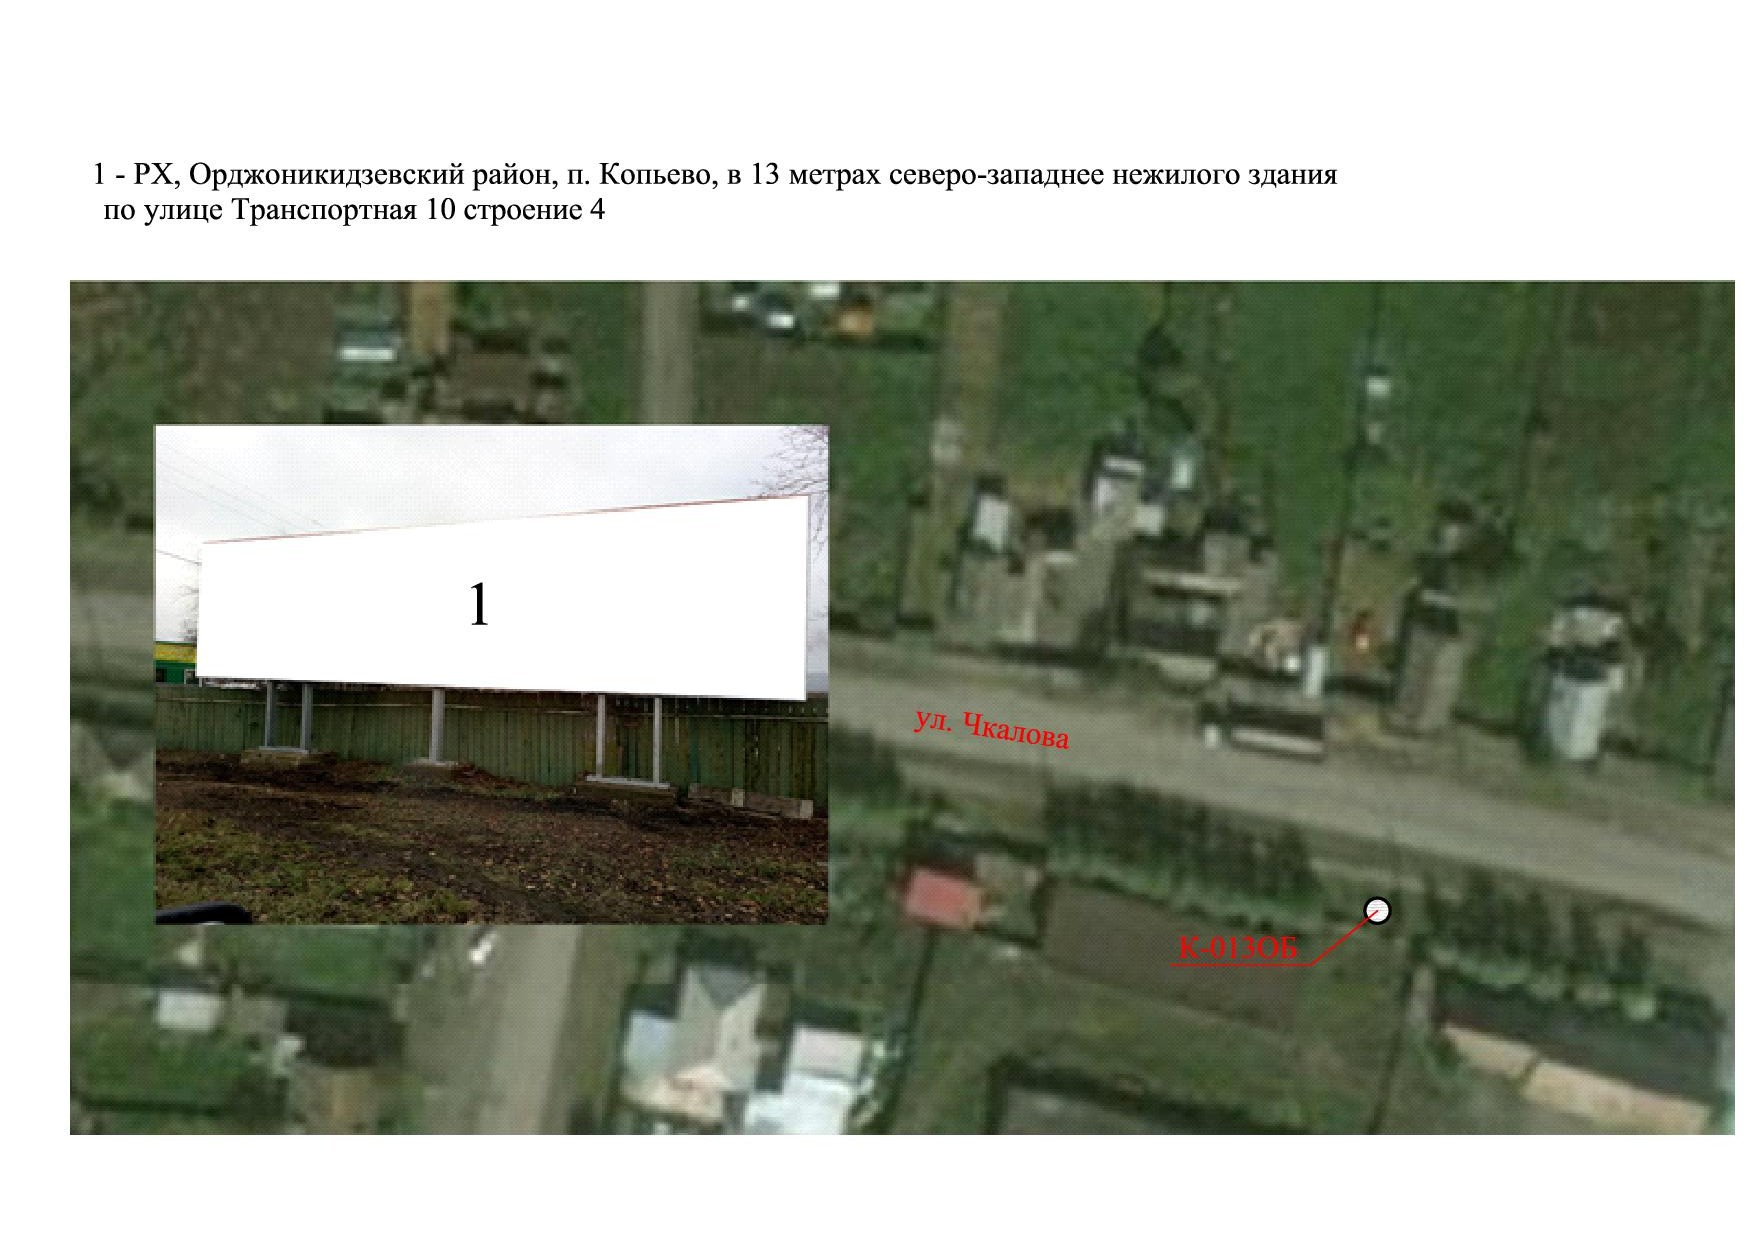 1 - РХ, Орджоникидзевский район, п. Копьево, в 13 метрах северо-западнее нежилого здания
по улице Транспортная 10 строение 4
1
ул. Чкалова
К-013ОБ